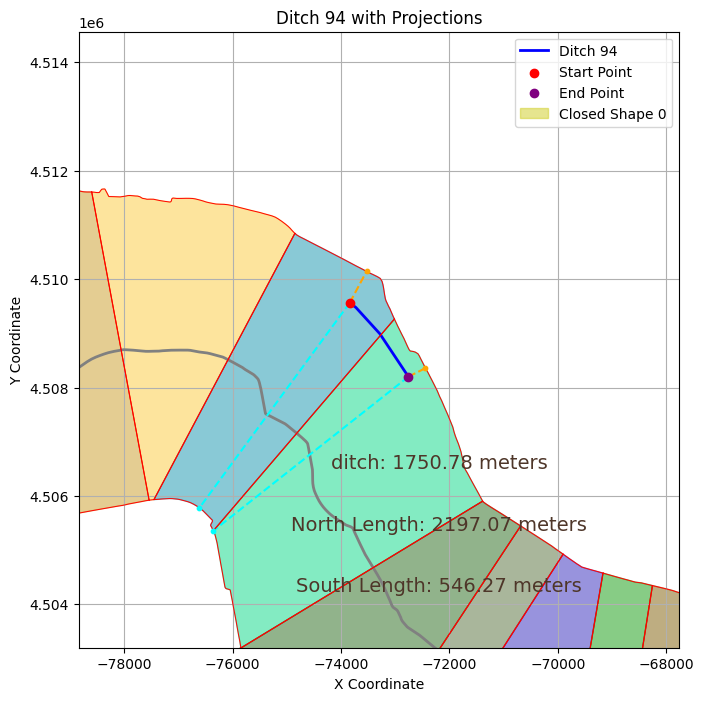 Ditch 94 with Projections
1e6
Ditch 94
Start Point
End Point
Closed Shape 0
4.514
4.512
4.510
4.508
4.506
4.504
Y Coordinate
ditch: 1750.78 meters
North Length: 2197.07 meters
South Length: 546.27 meters
−78000 −76000 −74000 −72000 −70000 −68000
X Coordinate